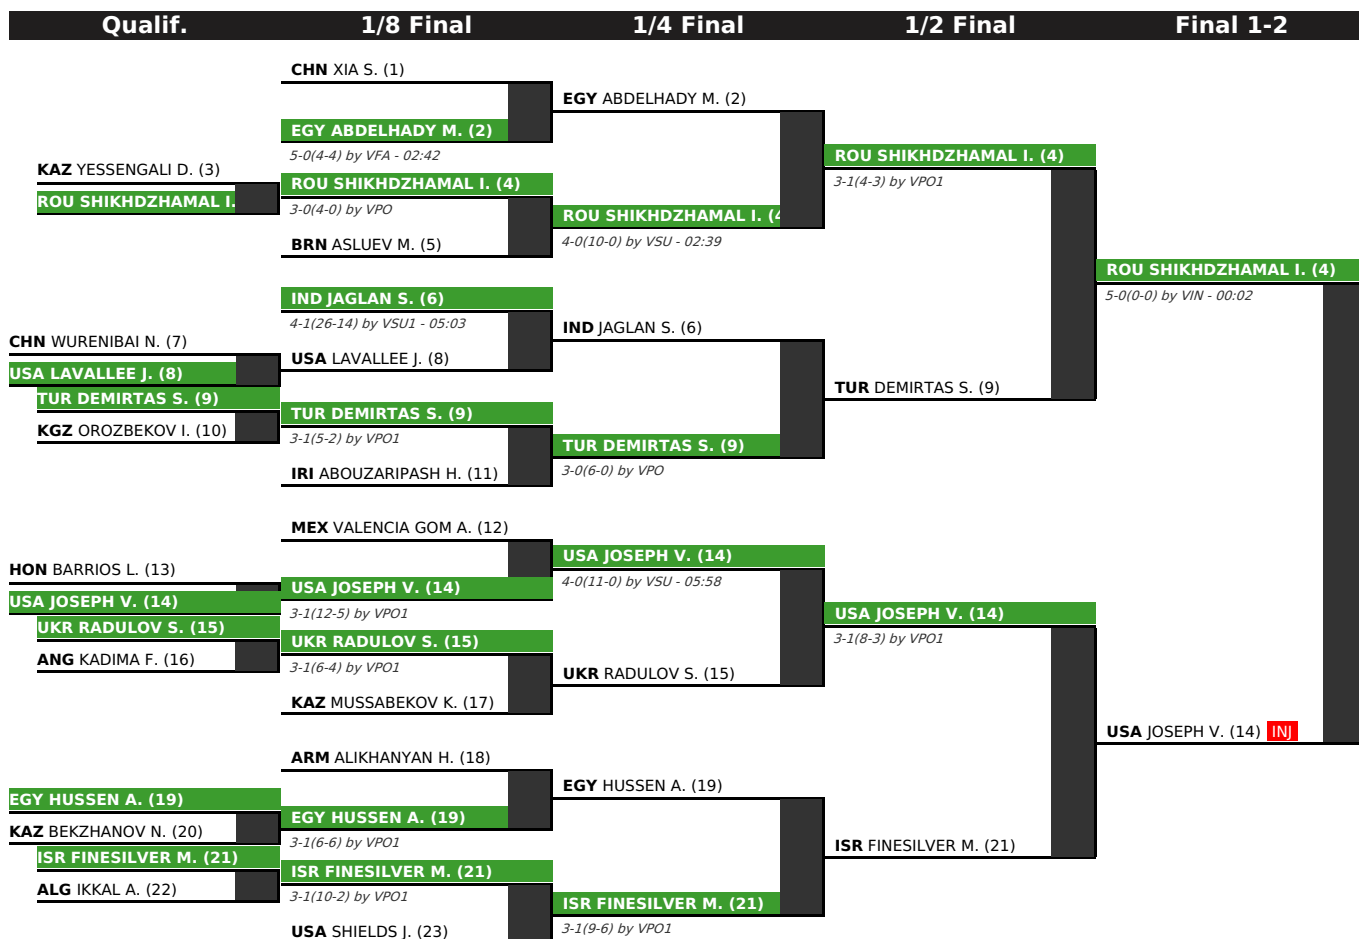 Qualif.
1/8 Final
1/4 Final
1/2 Final
Final 1-2
KAZ YESSENGALI D. (3)
ROU SHIKHDZHAMAL I.
CHN WURENIBAI N. (7)
USA LAVALLEE J. (8)
TUR DEMIRTAS S. (9)
KGZ OROZBEKOV I. (10)
HON BARRIOS L. (13)
USA JOSEPH V. (14)
UKR RADULOV S. (15)
ANG KADIMA F. (16)
EGY HUSSEN A. (19)
KAZ BEKZHANOV N. (20)
ISR FINESILVER M. (21)
ALG IKKAL A. (22)
CHN XIA S. (1)
EGY ABDELHADY M. (2)
5-0(4-4) by VFA - 02:42
ROU SHIKHDZHAMAL I. (4)
3-0(4-0) by VPO
BRN ASLUEV M. (5)
IND JAGLAN S. (6)
4-1(26-14) by VSU1 - 05:03
USA LAVALLEE J. (8)
TUR DEMIRTAS S. (9)
3-1(5-2) by VPO1
IRI ABOUZARIPASH H. (11)
MEX VALENCIA GOM A. (12)
USA JOSEPH V. (14)
3-1(12-5) by VPO1
UKR RADULOV S. (15)
3-1(6-4) by VPO1
KAZ MUSSABEKOV K. (17)
ARM ALIKHANYAN H. (18)
EGY HUSSEN A. (19)
3-1(6-6) by VPO1
ISR FINESILVER M. (21)
3-1(10-2) by VPO1
USA SHIELDS J. (23)
EGY ABDELHADY M. (2)
ROU SHIKHDZHAMAL I. (4
4-0(10-0) by VSU - 02:39
IND JAGLAN S. (6)
TUR DEMIRTAS S. (9)
3-0(6-0) by VPO
USA JOSEPH V. (14)
4-0(11-0) by VSU - 05:58
UKR RADULOV S. (15)
EGY HUSSEN A. (19)
ISR FINESILVER M. (21)
3-1(9-6) by VPO1
ROU SHIKHDZHAMAL I. (4)
3-1(4-3) by VPO1
TUR DEMIRTAS S. (9)
USA JOSEPH V. (14)
3-1(8-3) by VPO1
ISR FINESILVER M. (21)
ROU SHIKHDZHAMAL I. (4)
5-0(0-0) by VIN - 00:02
USA JOSEPH V. (14) INJ